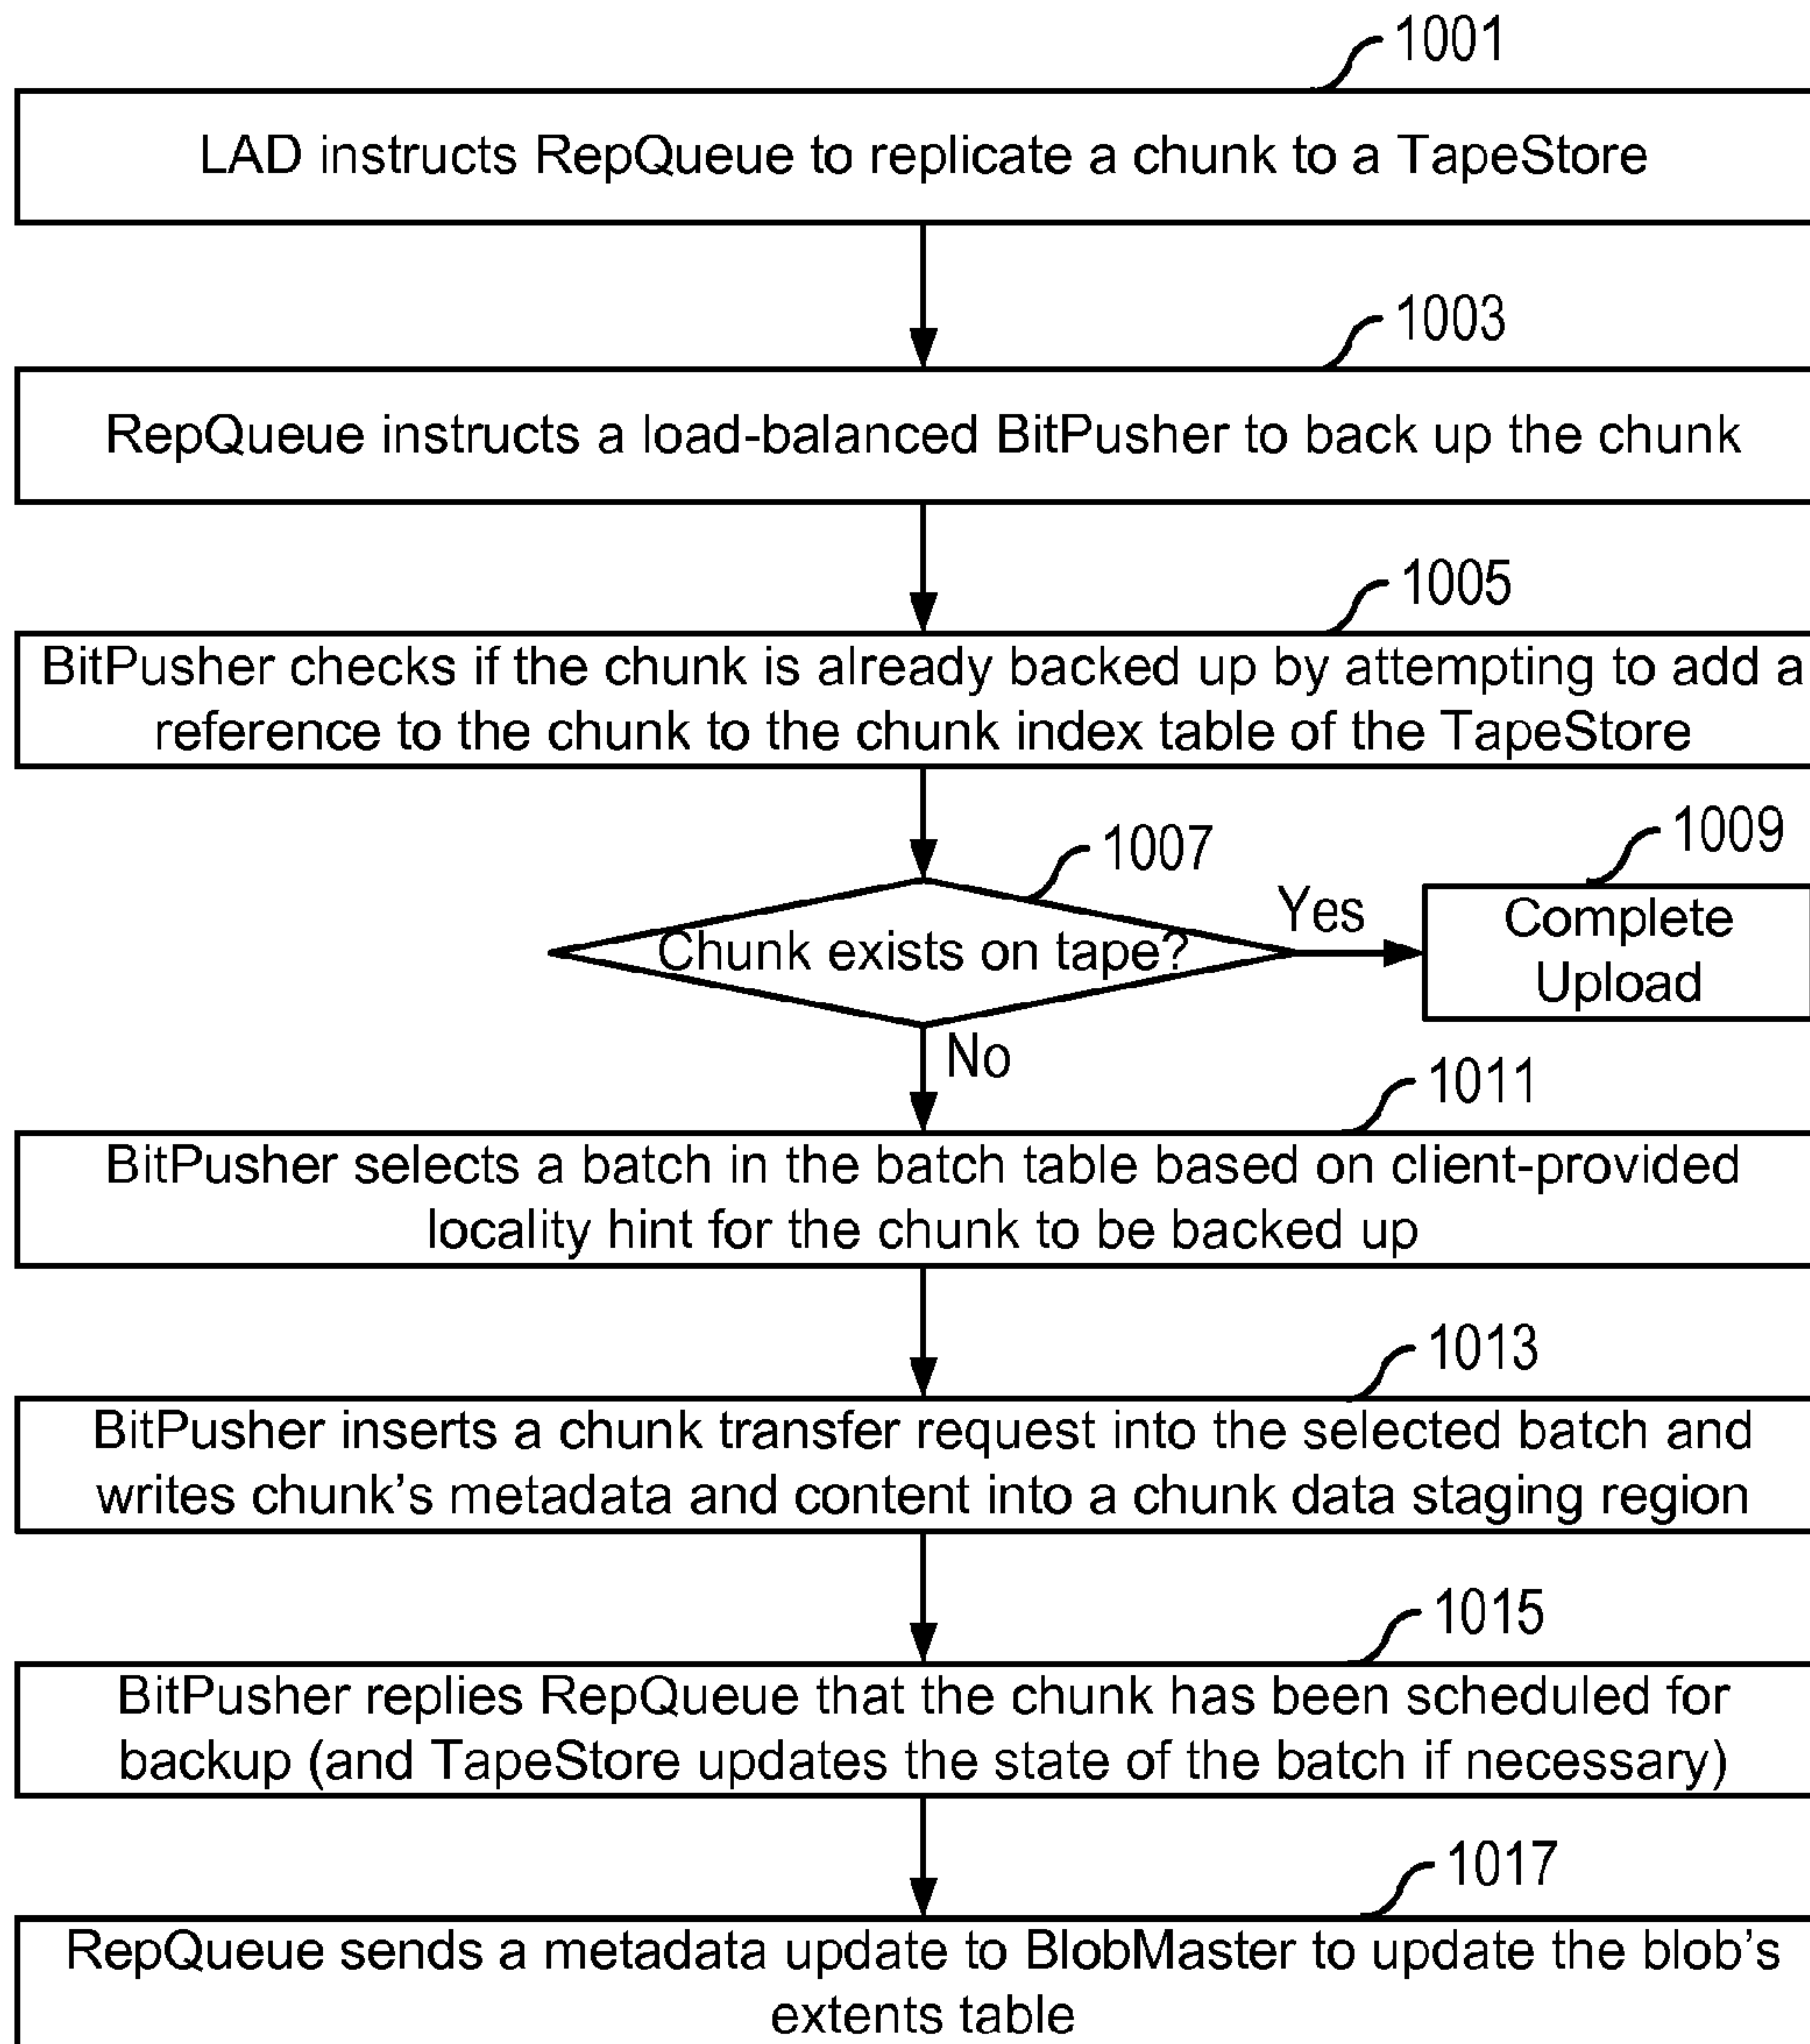 1001
LAD instructs RepQueue to replicate a chunk to a TapeStore
1003
RepQueue instructs a load-balanced BitPusher to back up the chunk
1005
BitPusher checks if the chunk is already backed up by attempting to add a
reference to the chunk to the chunk index table of the TapeStore
1007
Chunk exists on tape?
Yes
1009
Complete
Upload
No
1011
BitPusher selects a batch in the batch table based on client-provided
locality hint for the chunk to be backed up
1013
BitPusher inserts a chunk transfer request into the selected batch and
writes chunk’s metadata and content into a chunk data staging region
1015
BitPusher replies RepQueue that the chunk has been scheduled for
backup (and TapeStore updates the state of the batch if necessary)
1017
RepQueue sends a metadata update to BlobMaster to update the blob’s
extents table